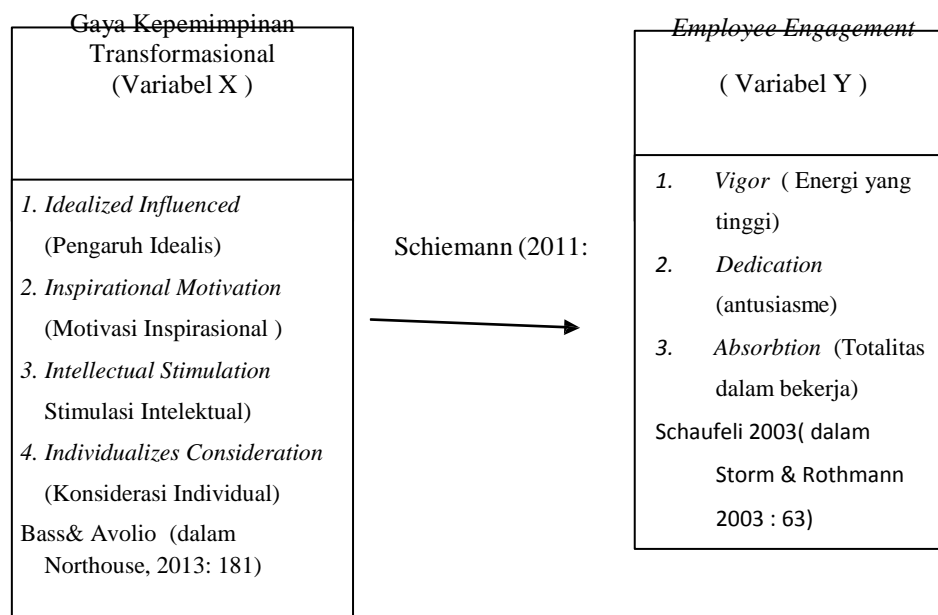 Gaya Kepemimpinan
Transformasional
(Variabel X )
1. Idealized Influenced
(Pengaruh Idealis)
2. Inspirational Motivation
(Motivasi Inspirasional )
3. Intellectual Stimulation
Stimulasi Intelektual)
4. Individualizes Consideration
(Konsiderasi Individual)
Bass& Avolio (dalam
Northouse, 2013: 181)
Schiemann (2011:
Employee Engagement
( Variabel Y )
1. Vigor ( Energi yang
tinggi)
2. Dedication
(antusiasme)
3. Absorbtion (Totalitas
dalam bekerja)
Schaufeli 2003( dalam
Storm & Rothmann
2003 : 63)